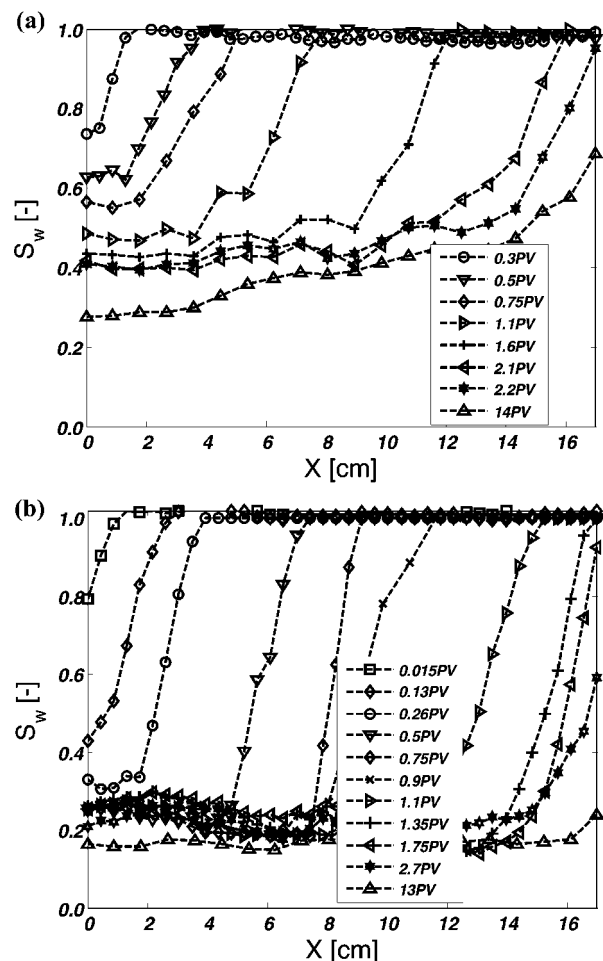 (a)
1.0
0.8
0.6
0.4
0.2
0.0
S_w [-]
0.3PV
0.5PV
0.75PV
1.1PV
1.6PV
2.1PV
2.2PV
14PV
0 2 4 6 8 10 12 14 16
X [cm]
(b)
1.0
0.8
0.6
0.4
0.2
0.0
S_w [-]
0.015PV
0.13PV
0.26PV
0.5PV
0.75PV
0.9PV
1.1PV
1.35PV
1.75PV
2.7PV
13PV
0 2 4 6 8 10 12 14 16
X [cm]